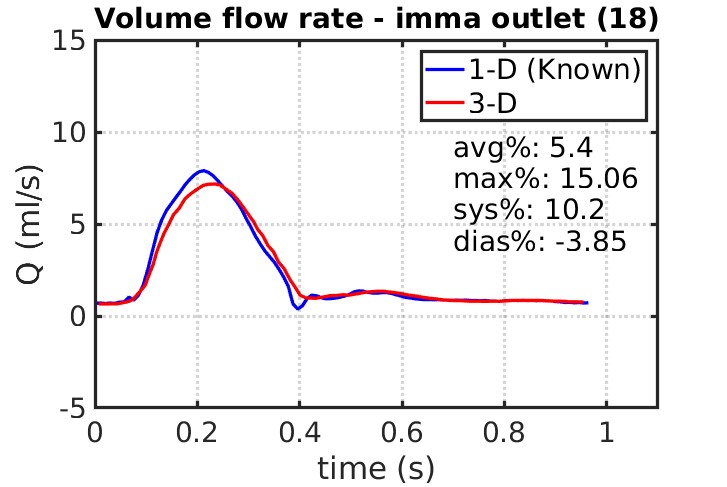 Volume flow rate - imma outlet (18)
15
10
5
0
-5
Q (ml/s)
1-D (Known)
3-D
avg%: 5.4
max%: 15.06
sys%: 10.2
dias%: -3.85
0 0.2 0.4 0.6 0.8 1
time (s)